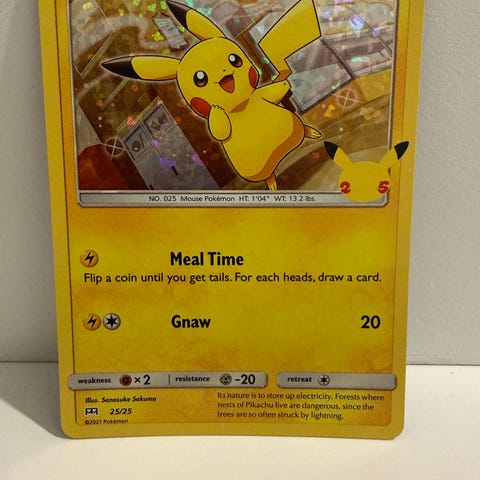 NO. 025 Mouse Pokémon HT: 1'04" WT: 13.2 lbs.
25
Meal Time
Flip a coin until you get tails. For each heads, draw a card.
Gnaw 20
weakness ×2 resistance -20 retreat
Illus. Sanosuke Sakuma
25/25
©2021 Pokémon
Its nature is to store up electricity. Forests where
nests of Pikachu live are dangerous, since the
trees are so often struck by lightning.